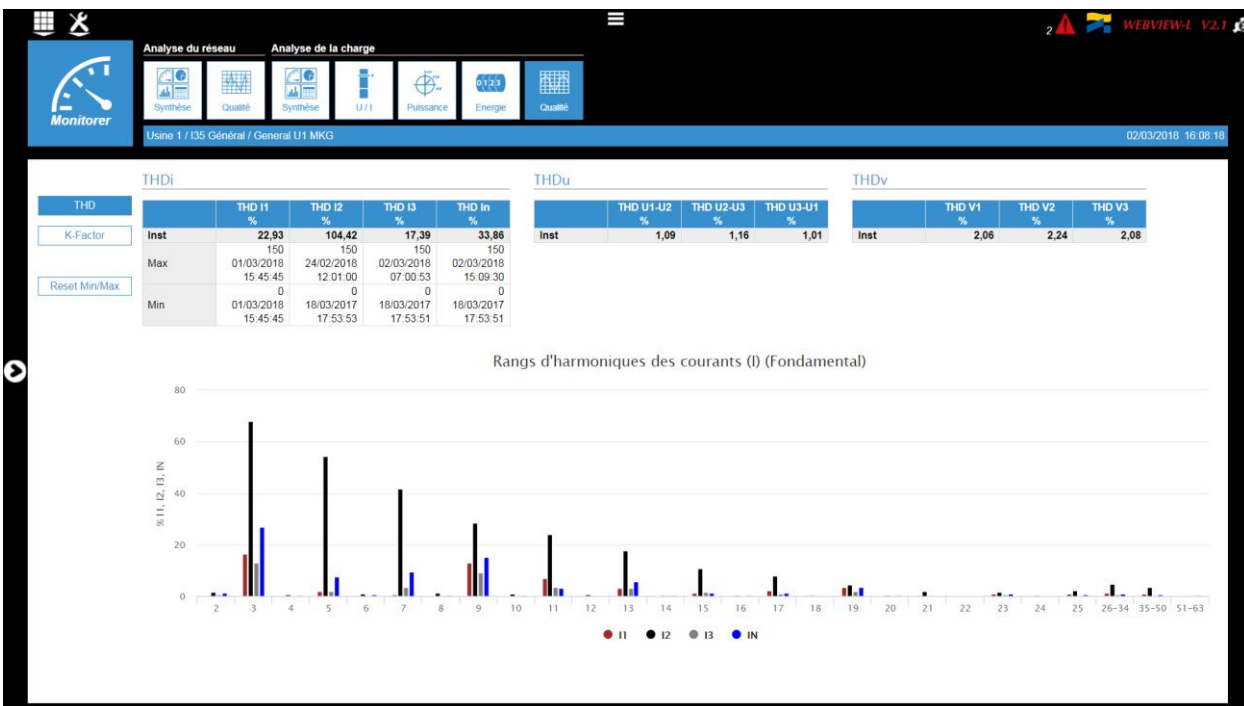 2 WEBVIEW-L V2.1
Analyse du réseau Analyse de la charge
Monitorer
Synthèse Qualité Synthèse U / I Puissance Energie Qualité
Usine 1 / I35 Général / General U1 MKG 02/03/2018 16:08:18
THDi THDu THDv
THD
K-Factor
Reset Min/Max
THD I1 THD I2 THD I3 THD In
% % % %
Inst 22,93 104,42 17,39 33,86
150 150 150 150
Max 01/03/2018 24/02/2018 02/03/2018 02/03/2018
15:45:45 12:01:00 07:00:53 15:09:30
0 0 0 0
Min 01/03/2018 18/03/2017 18/03/2017 18/03/2017
15:45:45 17:53:53 17:53:51 17:53:51
THD U1-U2 THD U2-U3 THD U3-U1
% % %
Inst 1,09 1,16 1,01
THD V1 THD V2 THD V3
% % %
Inst 2,06 2,24 2,08
Rangs d'harmoniques des courants (I) (Fondamental)
% I1, I2, I3, IN
80
60
40
20
0
2 3 4 5 6 7 8 9 10 11 12 13 14 15 16 17 18 19 20 21 22 23 24 25 26-34 35-50 51-63
I1 I2 I3 IN